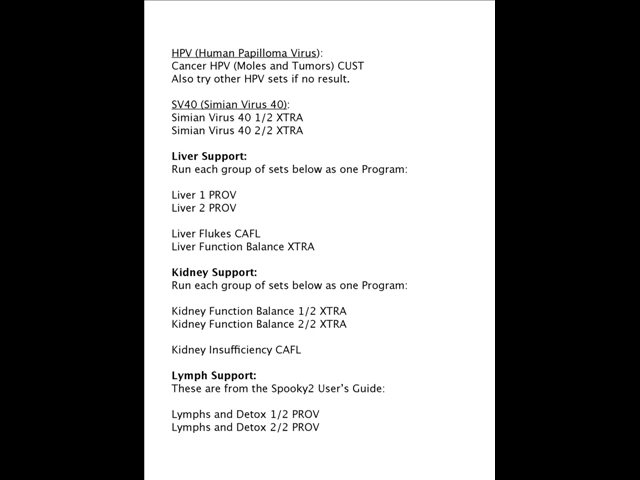 HPV (Human Papilloma Virus):
Cancer HPV (Moles and Tumors) CUST
Also try other HPV sets if no result.
SV40 (Simian Virus 40):
Simian Virus 40 1/2 XTRA
Simian Virus 40 2/2 XTRA
Liver Support:
Run each group of sets below as one Program:
Liver 1 PROV
Liver 2 PROV
Liver Flukes CAFL
Liver Function Balance XTRA
Kidney Support:
Run each group of sets below as one Program:
Kidney Function Balance 1/2 XTRA
Kidney Function Balance 2/2 XTRA
Kidney Insufficiency CAFL
Lymph Support:
These are from the Spooky2 User's Guide:
Lymphs and Detox 1/2 PROV
Lymphs and Detox 2/2 PROV